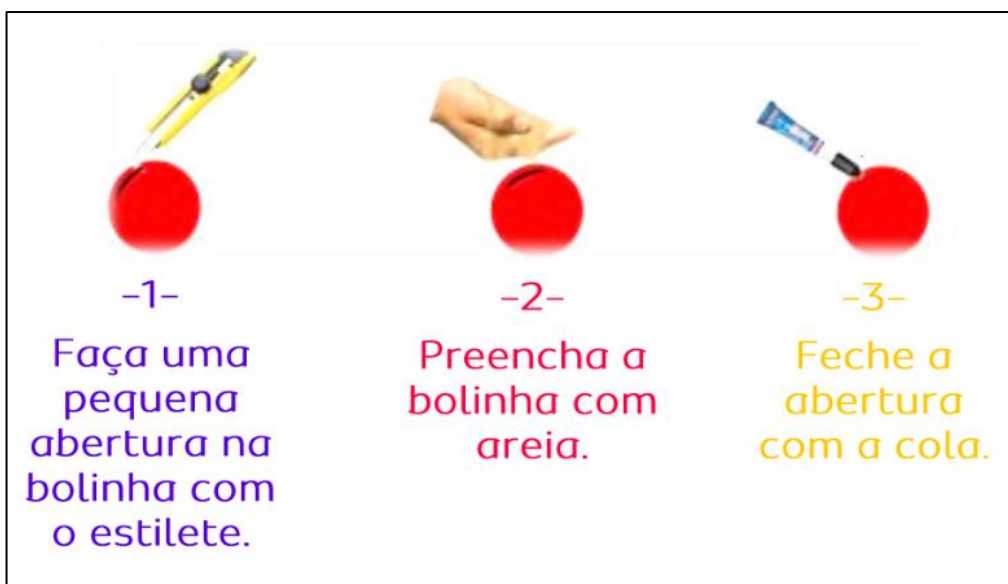 -1-
Faça uma
pequena
abertura na
bolinha com
o estilete.
-2-
Preencha a
bolinha com
areia.
-3-
Feche a
abertura
com a cola.